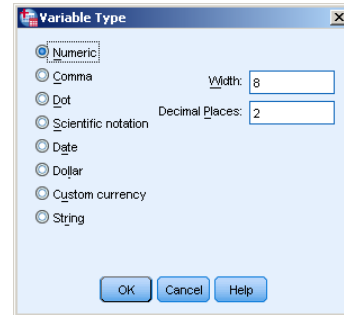 Variable Type
Numeric
Comma
Dot
Scientific notation
Date
Dollar
Custom currency
String
Width: 8
Decimal Places: 2
OK Cancel Help